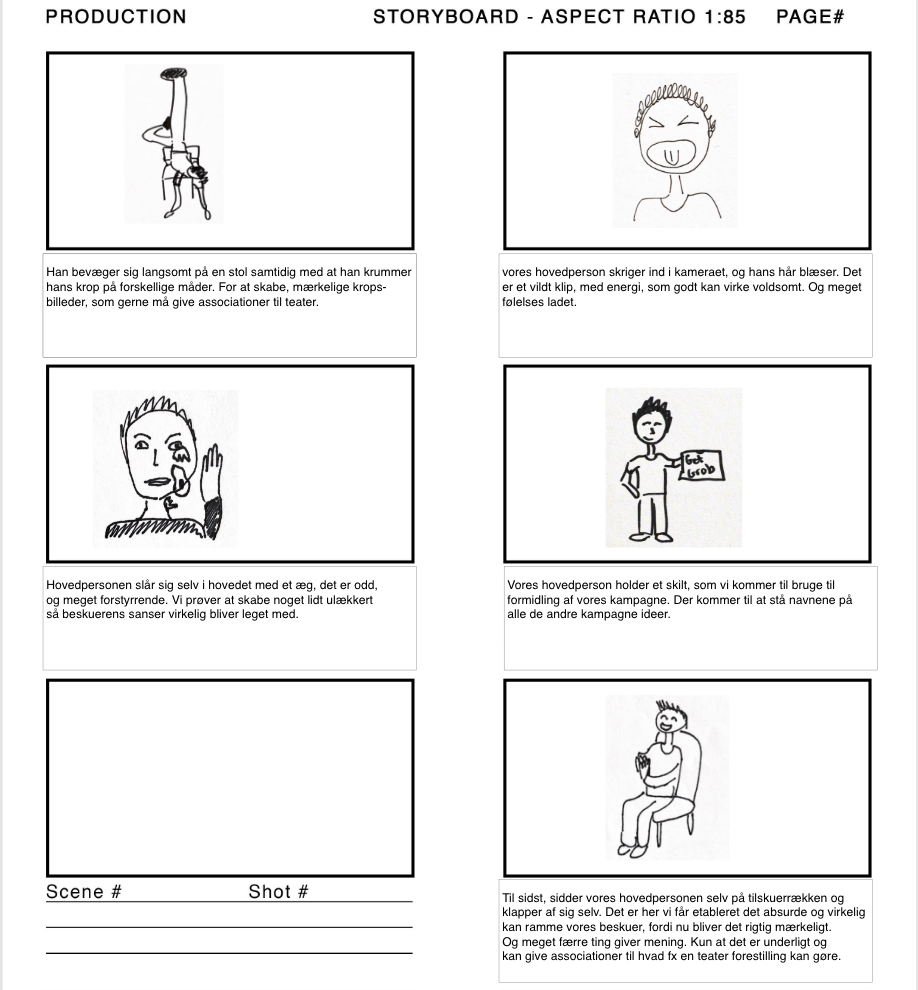 PRODUCTION
STORYBOARD - ASPECT RATIO 1:85 PAGE#
Han bevæger sig langsomt på en stol samtidig med at han krummer
hans krop på forskellige måder. For at skabe, mærkelige krops-
billeder, som gerne må give associationer til teater.
vores hovedperson skriger ind i kameraet, og hans hår blæser. Det
er et vildt klip, med energi, som godt kan virke voldsomt. Og meget
følelses ladet.
Get
Grob
Hovedpersonen slår sig selv i hovedet med et æg, det er odd,
og meget forstyrrende. Vi prøver at skabe noget lidt ulækkert
så beskuerens sanser virkelig bliver leget med.
Vores hovedperson holder et skilt, som vi kommer til bruge til
formidling af vores kampagne. Der kommer til at stå navnene på
alle de andre kampagne ideer.
Scene # Shot #
Til sidst, sidder vores hovedpersonen selv på tilskuerrækken og
klapper af sig selv. Det er her vi får etableret det absurde og virkelig
kan ramme vores beskuer, fordi nu bliver det rigtig mærkeligt.
Og meget færre ting giver mening. Kun at det er underligt og
kan give associationer til hvad fx en teater forestilling kan gøre.